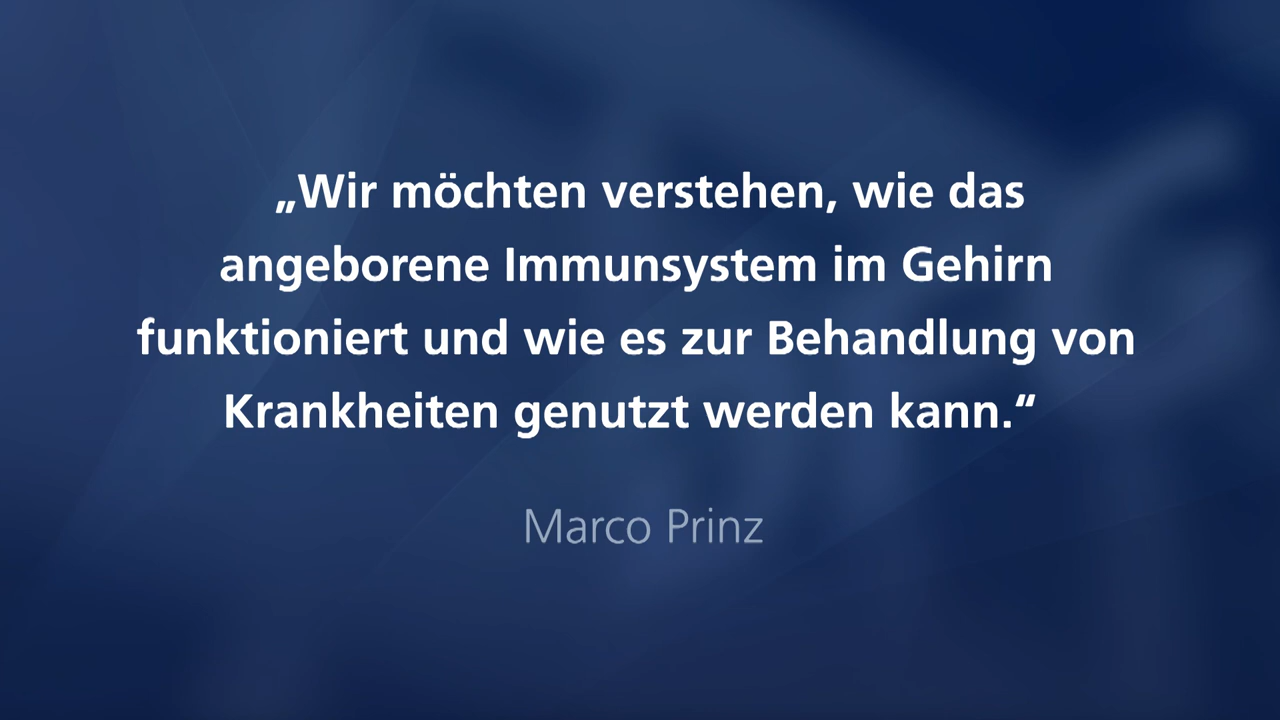 „Wir möchten verstehen, wie das
angeborene Immunsystem im Gehirn
funktioniert und wie es zur Behandlung von
Krankheiten genutzt werden kann.“
Marco Prinz